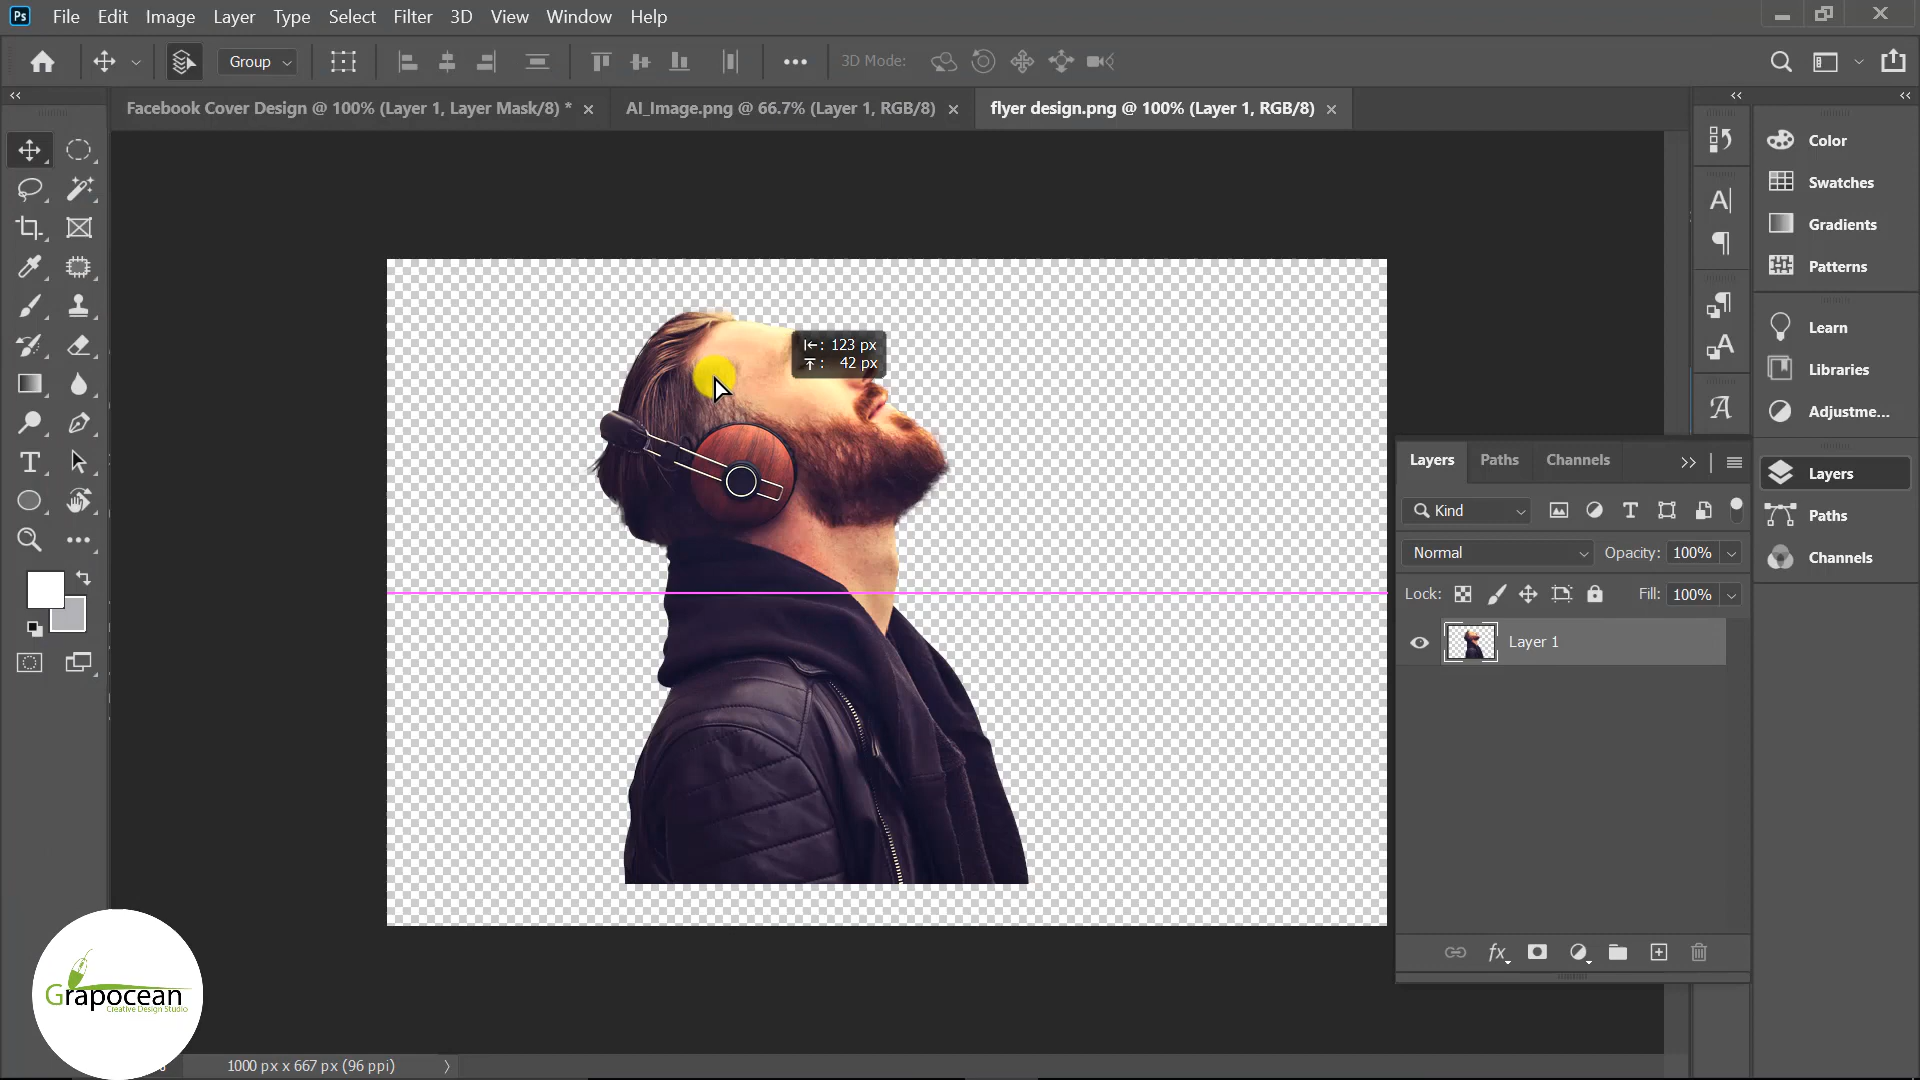 Ps File Edit Image Layer Type Select Filter 3D View Window Help
Group 3D Mode:
Facebook Cover Design @ 100% (Layer 1, Layer Mask/8) * × AI_Image.png @ 66.7% (Layer 1, RGB/8) × flyer design.png @ 100% (Layer 1, RGB/8) ×
Color
Swatches
Gradients
Patterns
Learn
Libraries
Adjustme...
Layers
Paths
Channels
: 123 px
: 42 px
Layers Paths Channels
Kind
Normal Opacity: 100%
Lock: Fill: 100%
Layer 1
fx
Grapocean
Creative Design Studio
1000 px x 667 px (96 ppi)